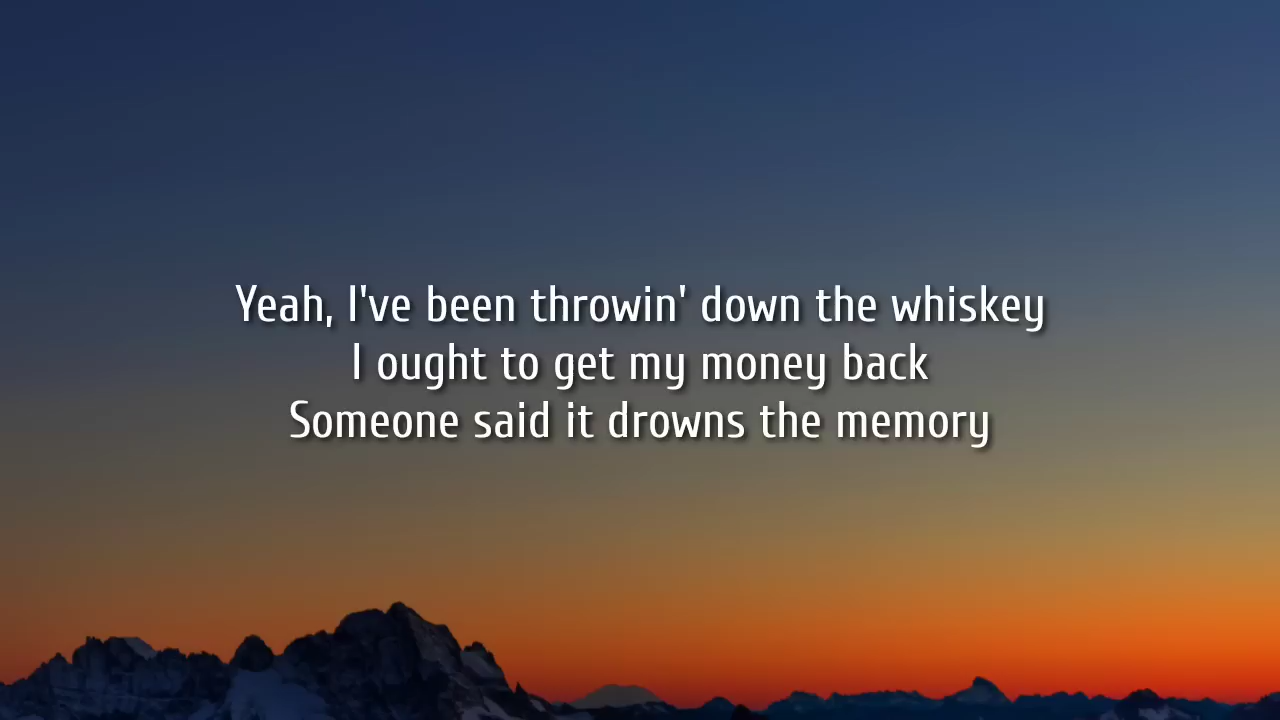 Yeah, I've been throwin' down the whiskey
I ought to get my money back
Someone said it drowns the memory